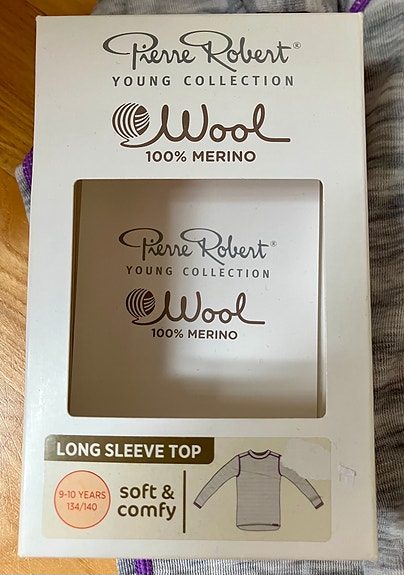 Pierre Robert®
YOUNG COLLECTION
Wool
100% MERINO
Pierre Robert®
YOUNG COLLECTION
Wool
100% MERINO
LONG SLEEVE TOP
9-10 YEARS
134/140
soft &
comfy